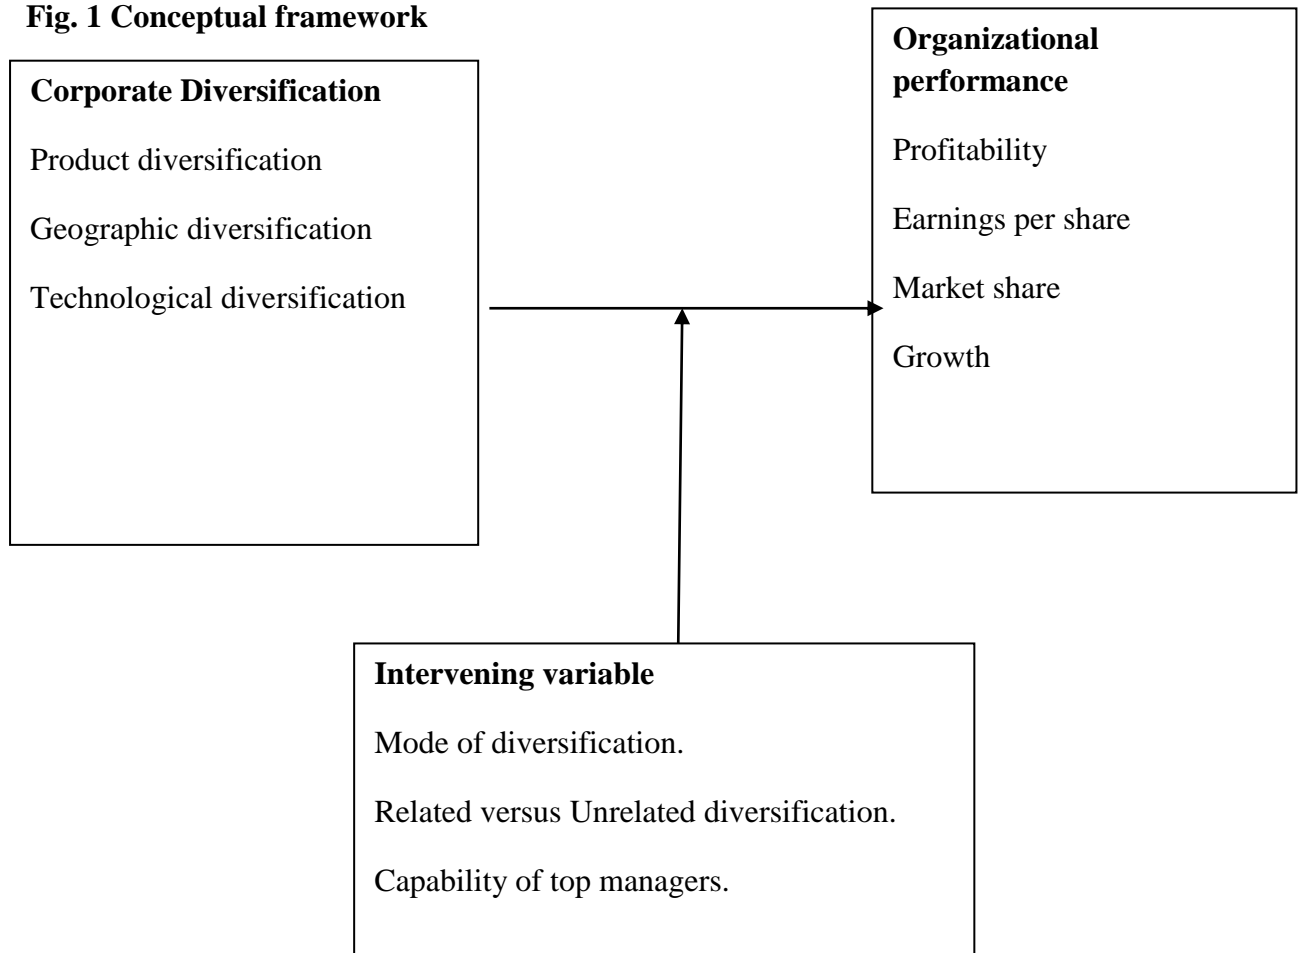 Fig. 1 Conceptual framework
Corporate Diversification
Product diversification
Geographic diversification
Technological diversification
Organizational
performance
Profitability
Earnings per share
Market share
Growth
Intervening variable
Mode of diversification.
Related versus Unrelated diversification.
Capability of top managers.